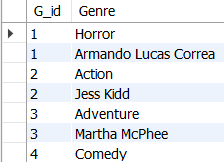 G_id Genre
1 Horror
1 Armando Lucas Correa
2 Action
2 Jess Kidd
3 Adventure
3 Martha McPhee
4 Comedy